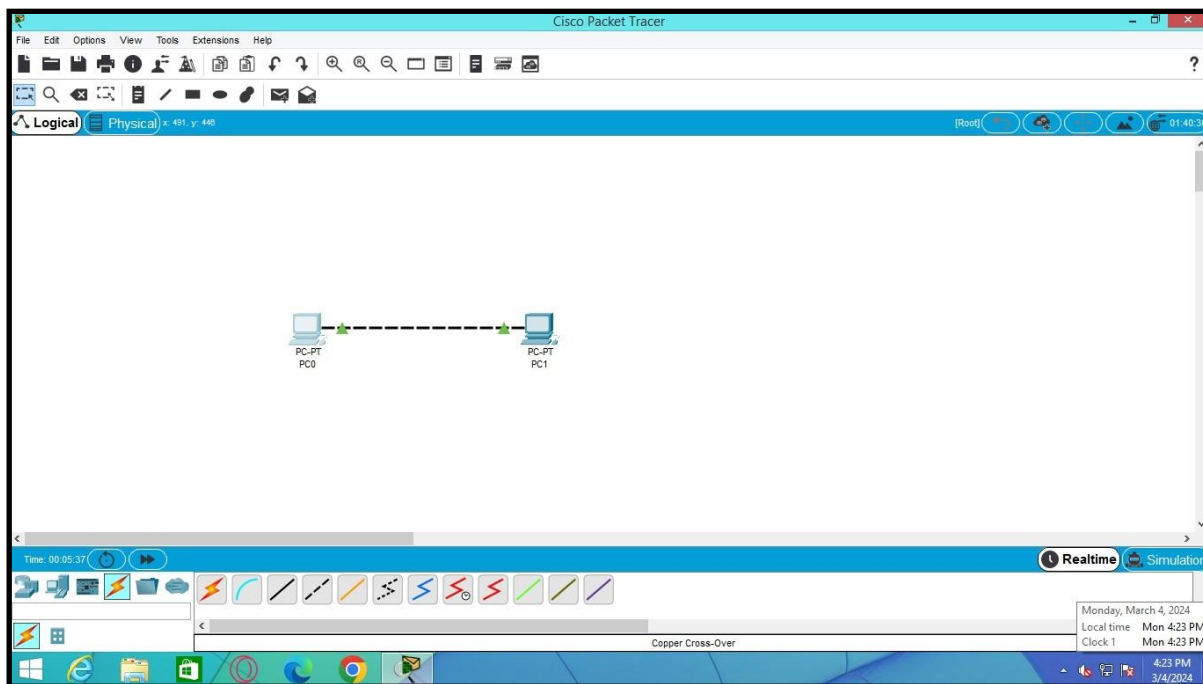 Cisco Packet Tracer
File Edit Options View Tools Extensions Help
?
Logical Physical x: 491, y: 448 [Root] 01:40:30
PC-PT
PC0
PC-PT
PC1
Time: 00:05:37 Realtime Simulation
Monday, March 4, 2024
Local time Mon 4:23 PM
Clock 1 Mon 4:23 PM
Copper Cross-Over
4:23 PM
3/4/2024